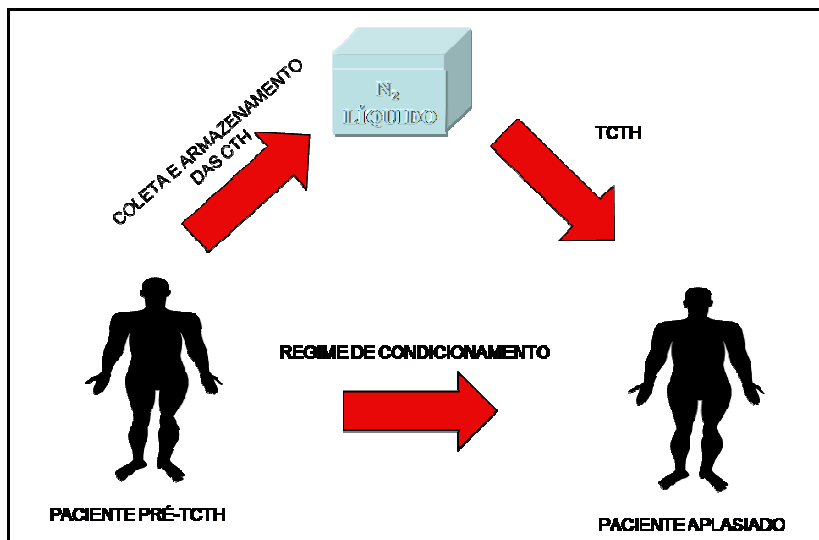 N₂
LÍQUIDO
COLETA E ARMAZENAMENTO
DAS CTH
TCTH
REGIME DE CONDICIONAMENTO
PACIENTE PRÉ-TCTH
PACIENTE APLASIADO